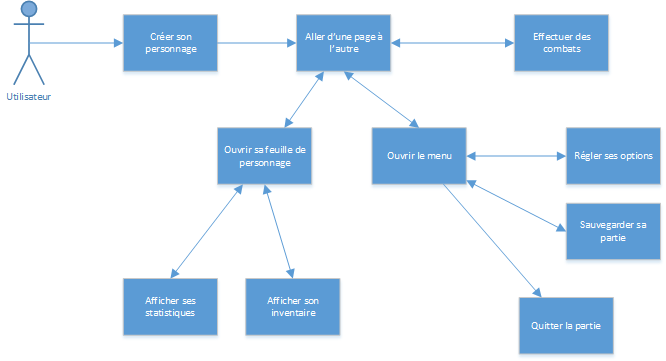 Créer son
personnage
Aller d'une page à
l'autre
Effectuer des
combats
Utilisateur
Ouvrir sa feuille de
personnage
Ouvrir le menu
Régler ses options
Sauvegarder sa
partie
Afficher ses
statistiques
Afficher son
inventaire
Quitter la partie